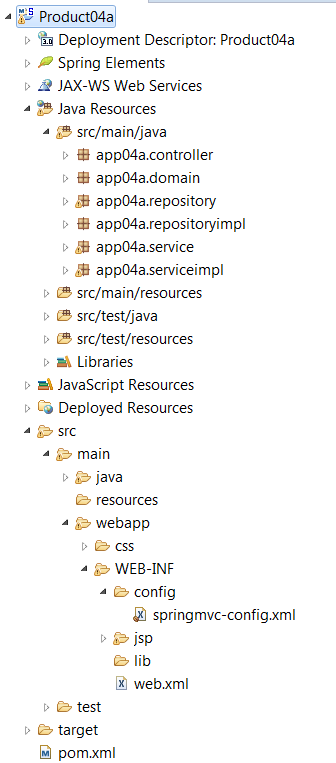 Product04a
Deployment Descriptor: Product04a
Spring Elements
JAX-WS Web Services
Java Resources
src/main/java
app04a.controller
app04a.domain
app04a.repository
app04a.repositoryimpl
app04a.service
app04a.serviceimpl
src/main/resources
src/test/java
src/test/resources
Libraries
JavaScript Resources
Deployed Resources
src
main
java
resources
webapp
css
WEB-INF
config
springmvc-config.xml
jsp
lib
web.xml
test
target
pom.xml